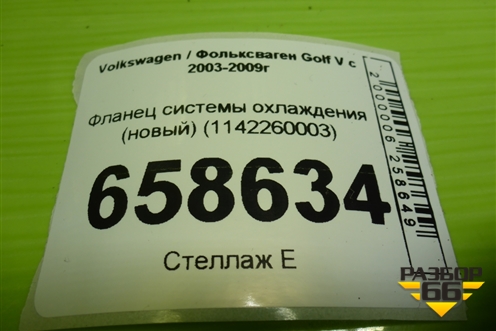 Volkswagen / Фольксваген Golf V с
2003-2009г
Фланец системы охлаждения
(новый) (1142260003)
658634
Стеллаж Е
2000006258649
РАЗБОР
66